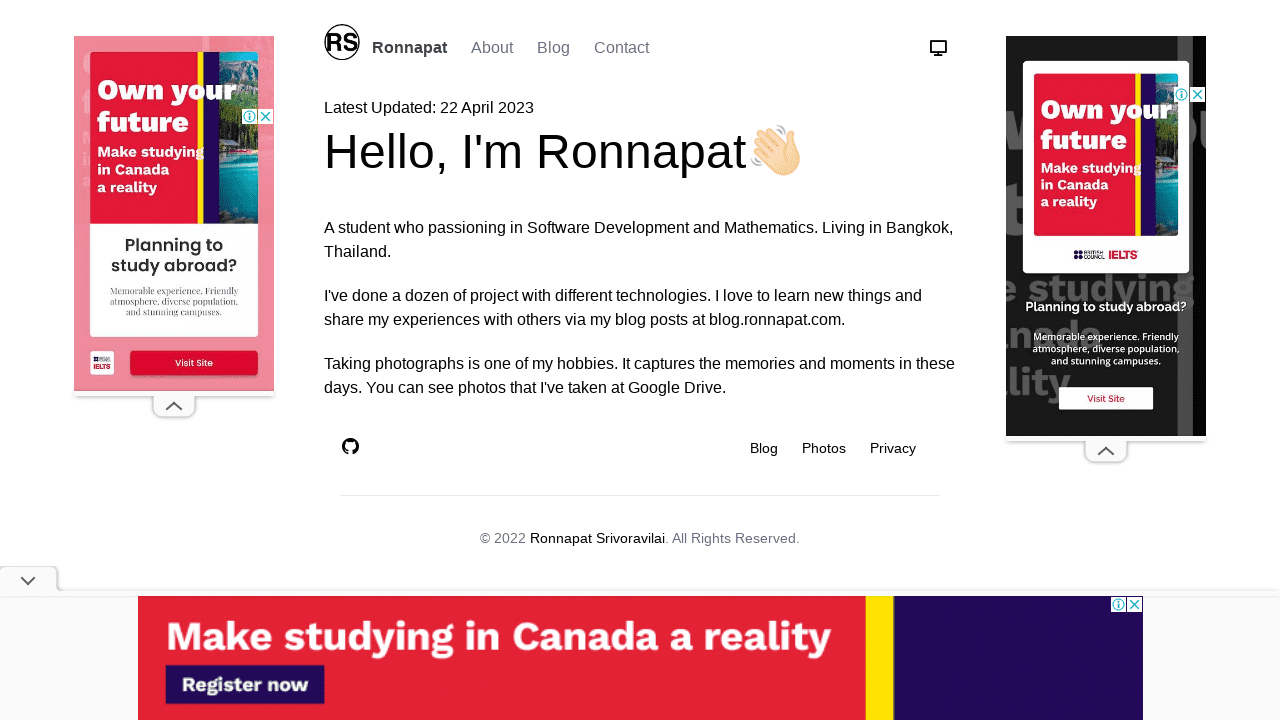 RS
Ronnapat
About
Blog
Contact
Latest Updated: 22 April 2023
Hello, I'm Ronnapat
A student who passioning in Software Development and Mathematics. Living in Bangkok,
Thailand.
I've done a dozen of project with different technologies. I love to learn new things and
share my experiences with others via my blog posts at blog.ronnapat.com.
Taking photographs is one of my hobbies. It captures the memories and moments in these
days. You can see photos that I've taken at Google Drive.
Blog
Photos
Privacy
© 2022 Ronnapat Srivoravilai. All Rights Reserved.
Own your
future
Make studying
in Canada
a reality
Planning to
study abroad?
Memorable experience. Friendly
atmosphere, diverse population,
and stunning campuses.
IELTS
Visit Site
Own your
future
Make studying
in Canada
a reality
BRITISH
COUNCIL
IELTS
Planning to study abroad?
Memorable experience. Friendly
atmosphere, diverse population,
and stunning campuses.
Visit Site
Make studying in Canada a reality
Register now